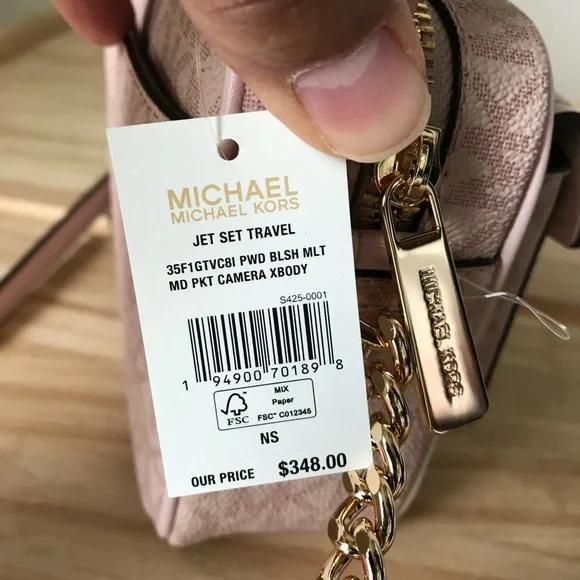 MICHAEL
MICHAEL KORS
JET SET TRAVEL
35F1GTVC8I PWD BLSH MLT
MD PKT CAMERA XBODY
S425-0001
1 94900 70189 8
FSC
MIX
Paper
FSC™ C012345
NS
OUR PRICE $348.00
MICHAEL KORS